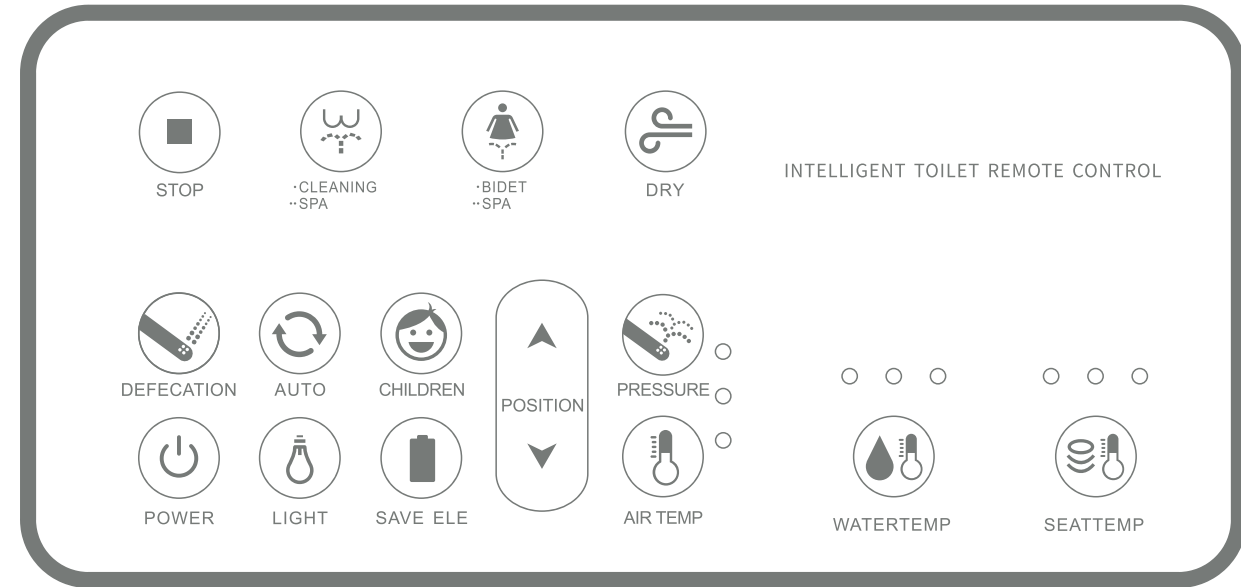 STOP
·CLEANING
··SPA
·BIDET
··SPA
DRY
INTELLIGENT TOILET REMOTE CONTROL
DEFECATION
AUTO
CHILDREN
POSITION
PRESSURE
POWER
LIGHT
SAVE ELE
AIR TEMP
WATERTEMP
SEATTEMP